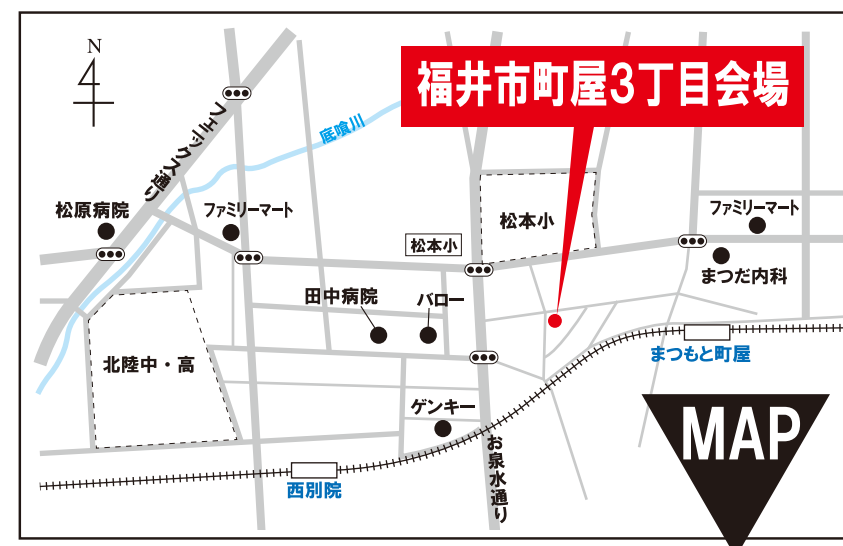 N
福井市町屋3丁目会場
フェニックス通り
底喰川
松原病院
ファミリーマート
松本小
松本小
ファミリーマート
まつだ内科
田中病院
バロー
北陸中・高
まつもと町屋
ゲンキー
お泉水通り
西別院
MAP